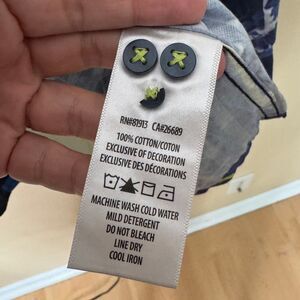 RN#81913 CA#26689
100% COTTON/COTON
EXCLUSIVE OF DECORATION
EXCLUSIVE DES DÉCORATIONS
MACHINE WASH COLD WATER
MILD DETERGENT
DO NOT BLEACH
LINE DRY
COOL IRON